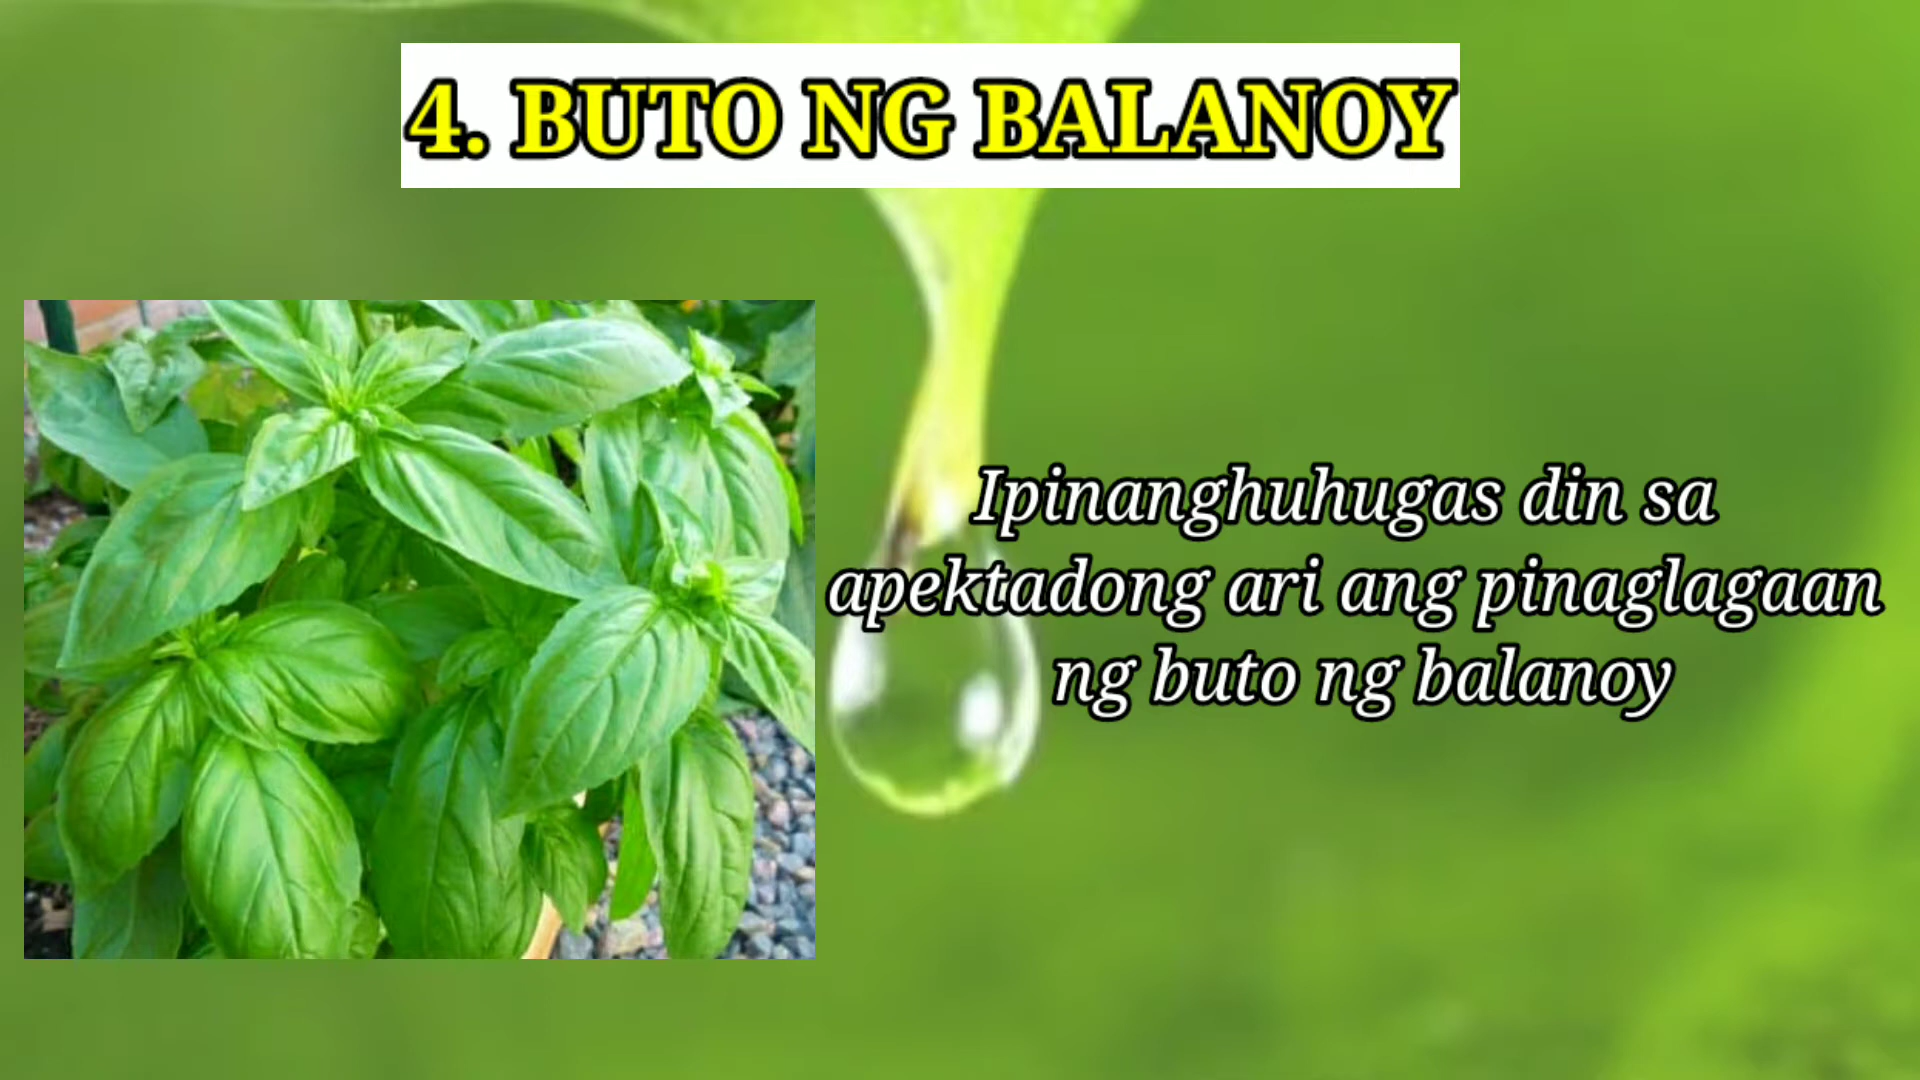 4. BUTO NG BALANOY
Ipinanghuhugas din sa
apektadong ari ang pinaglagaan
ng buto ng balanoy